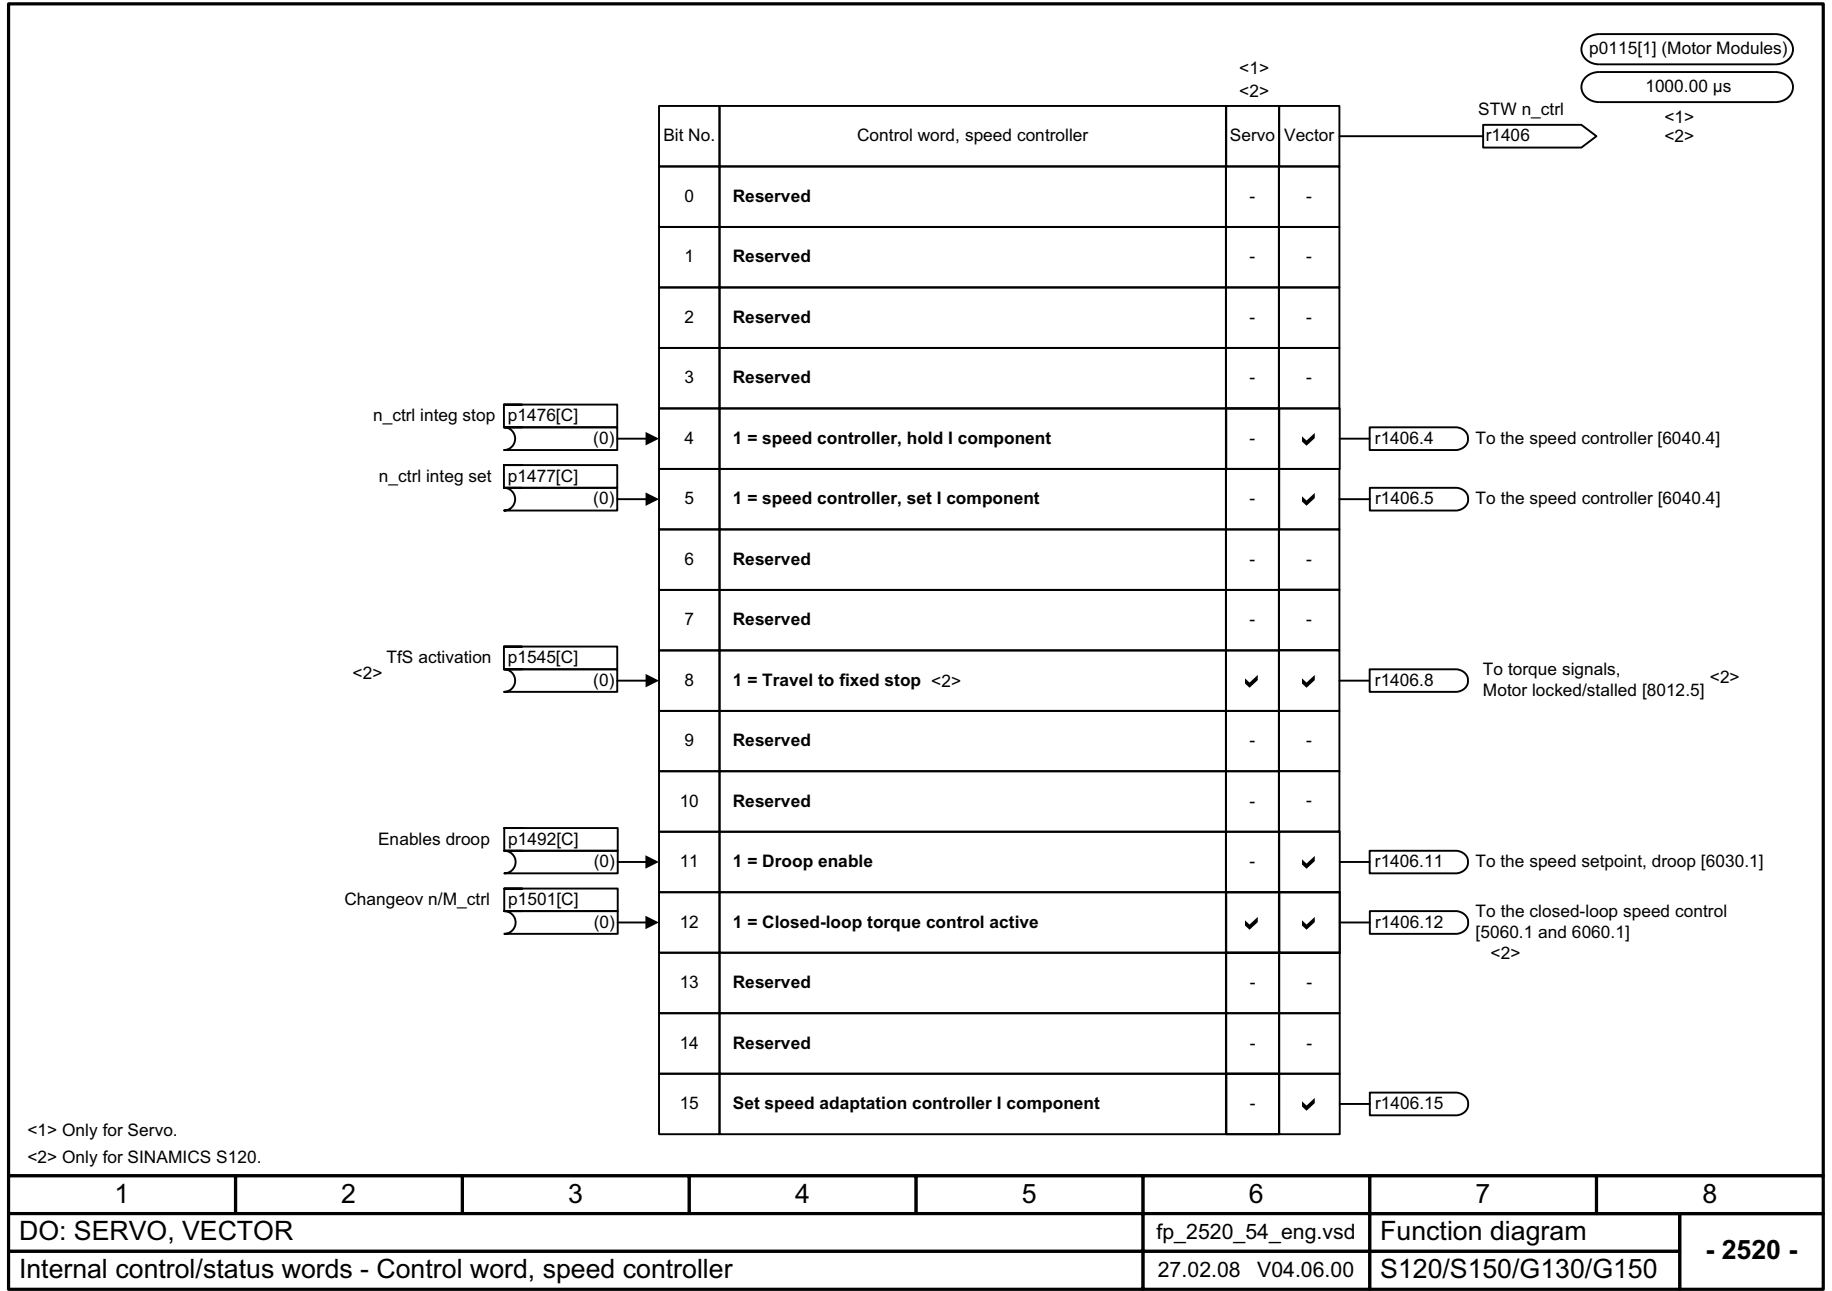 p0115[1] (Motor Modules)
1000.00 µs
<1>
<2>
<1>
<2>
STW n_ctrl
r1406
Bit No. Control word, speed controller Servo Vector
0 Reserved - -
1 Reserved - -
2 Reserved - -
3 Reserved - -
n_ctrl integ stop p1476[C]
(0) 4 1 = speed controller, hold I component - ✔ r1406.4 To the speed controller [6040.4]
n_ctrl integ set p1477[C]
(0) 5 1 = speed controller, set I component - ✔ r1406.5 To the speed controller [6040.4]
6 Reserved - -
7 Reserved - -
TfS activation p1545[C]
<2> (0) 8 1 = Travel to fixed stop <2> ✔ ✔ r1406.8 To torque signals,
Motor locked/stalled [8012.5] <2>
9 Reserved - -
10 Reserved - -
Enables droop p1492[C]
(0) 11 1 = Droop enable - ✔ r1406.11 To the speed setpoint, droop [6030.1]
Changeov n/M_ctrl p1501[C]
(0) 12 1 = Closed-loop torque control active ✔ ✔ r1406.12 To the closed-loop speed control
[5060.1 and 6060.1]
<2>
13 Reserved - -
14 Reserved - -
15 Set speed adaptation controller I component - ✔ r1406.15
<1> Only for Servo.
<2> Only for SINAMICS S120.
1 2 3 4 5 6 7 8
DO: SERVO, VECTOR fp_2520_54_eng.vsd Function diagram
- 2520 -
Internal control/status words - Control word, speed controller 27.02.08 V04.06.00 S120/S150/G130/G150